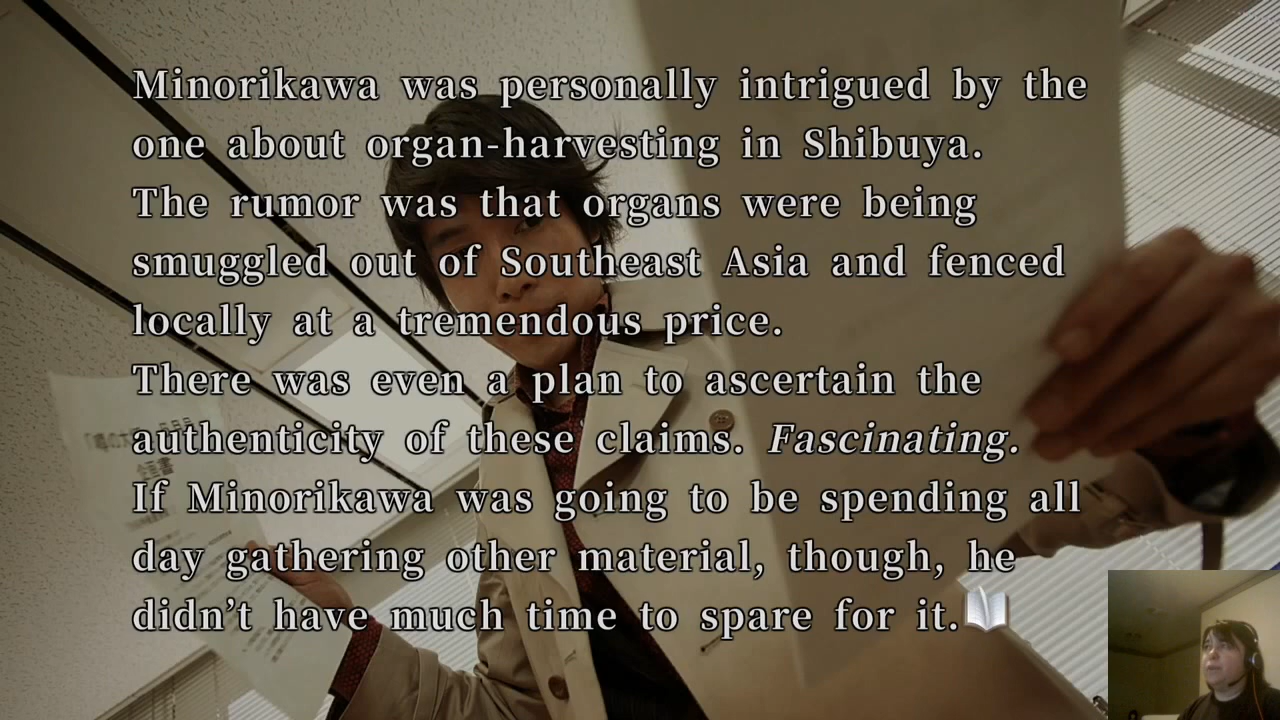 Minorikawa was personally intrigued by the
one about organ-harvesting in Shibuya.
The rumor was that organs were being
smuggled out of Southeast Asia and fenced
locally at a tremendous price.
There was even a plan to ascertain the
authenticity of these claims. Fascinating.
If Minorikawa was going to be spending all
day gathering other material, though, he
didn’t have much time to spare for it.